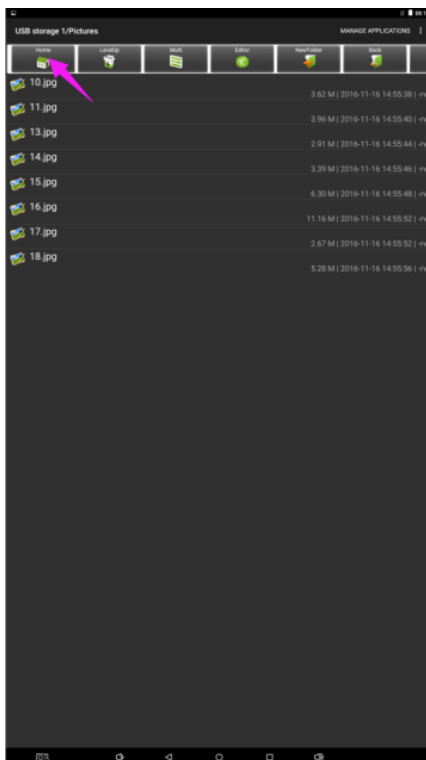 USB storage 1/Pictures MANAGE APPLICATIONS
Home LevelUp Multi Editor NewFolder Back
10.jpg
3.62 M | 2016-11-16 14:55:38 |
11.jpg
3.96 M | 2016-11-16 14:55:40 |
13.jpg
2.91 M | 2016-11-16 14:55:44 |
14.jpg
3.39 M | 2016-11-16 14:55:46 |
15.jpg
6.30 M | 2016-11-16 14:55:48 |
16.jpg
11.16 M | 2016-11-16 14:55:52 |
17.jpg
2.67 M | 2016-11-16 14:55:52 |
18.jpg
5.28 M | 2016-11-16 14:55:56 |